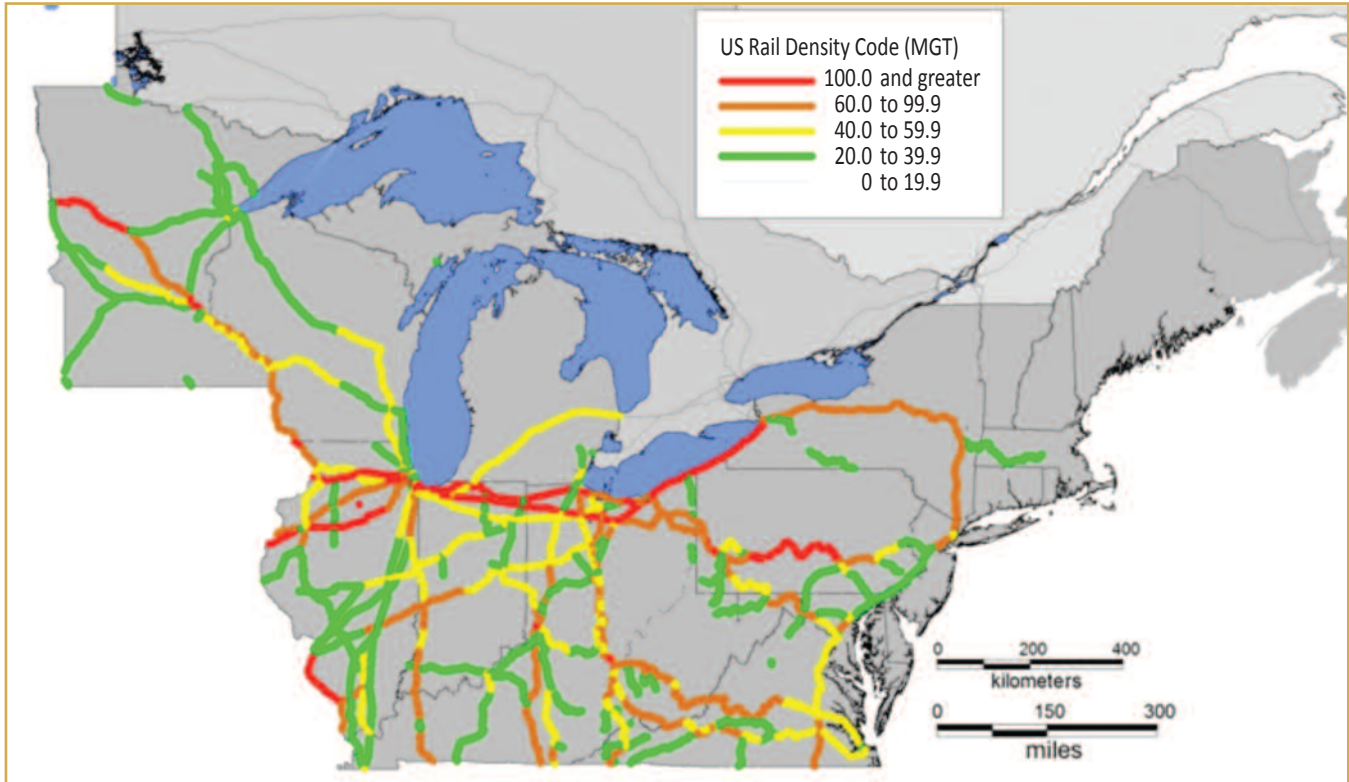 US Rail Density Code (MGT)
100.0 and greater
60.0 to 99.9
40.0 to 59.9
20.0 to 39.9
0 to 19.9
0 200 400
kilometers
0 150 300
miles